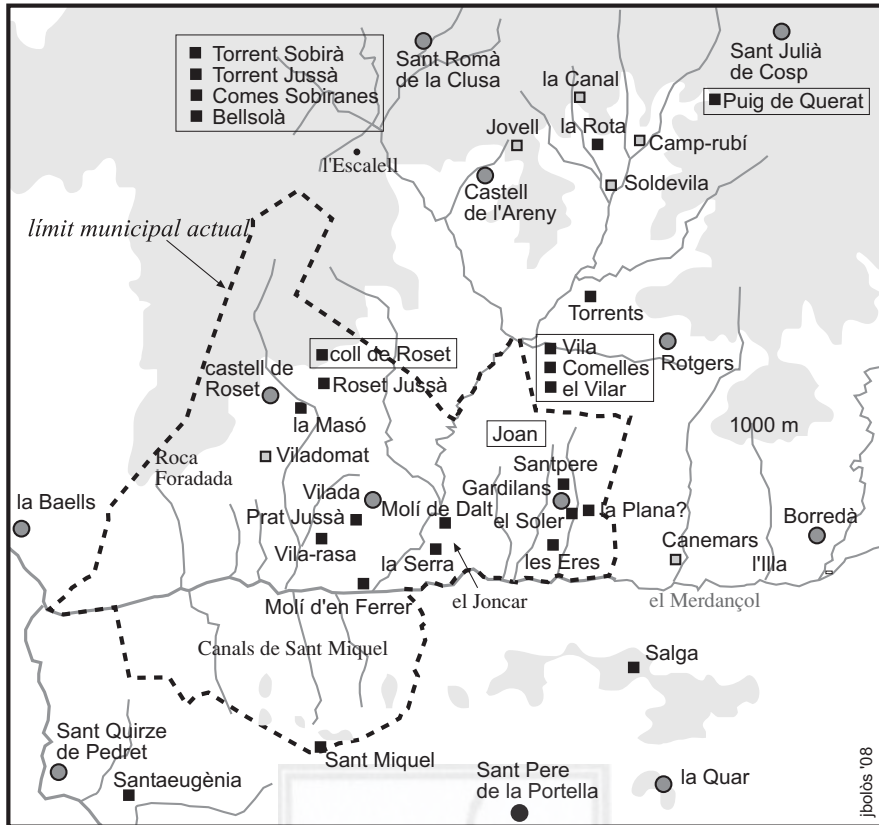 Torrent Sobirà
Torrent Jussà
Comes Sobiranes
Bellsolà
Sant Romà
de la Clusa
Sant Julià
de Cosp
la Canal
Puig de Querat
Jovell
la Rota
Camp-rubí
l'Escalell
Soldevila
Castell
de l'Areny
límit municipal actual
Torrents
coll de Roset
Vila
Comelles
el Vilar
Rotgers
castell de
Roset
Roset Jussà
la Masó
1000 m
Joan
Roca
Foradada
Viladomat
Santpere
Gardilans
la Baells
Vilada
Molí de Dalt
el Soler
la Plana?
Borredà
Prat Jussà
Vila-rasa
la Serra
les Eres
Canemars
l'Illa
Molí d'en Ferrer
el Joncar
el Merdançol
Canals de Sant Miquel
Salga
Sant Quirze
de Pedret
Sant Miquel
Santaeugènia
Sant Pere
de la Portella
la Quar
jbolòs '08